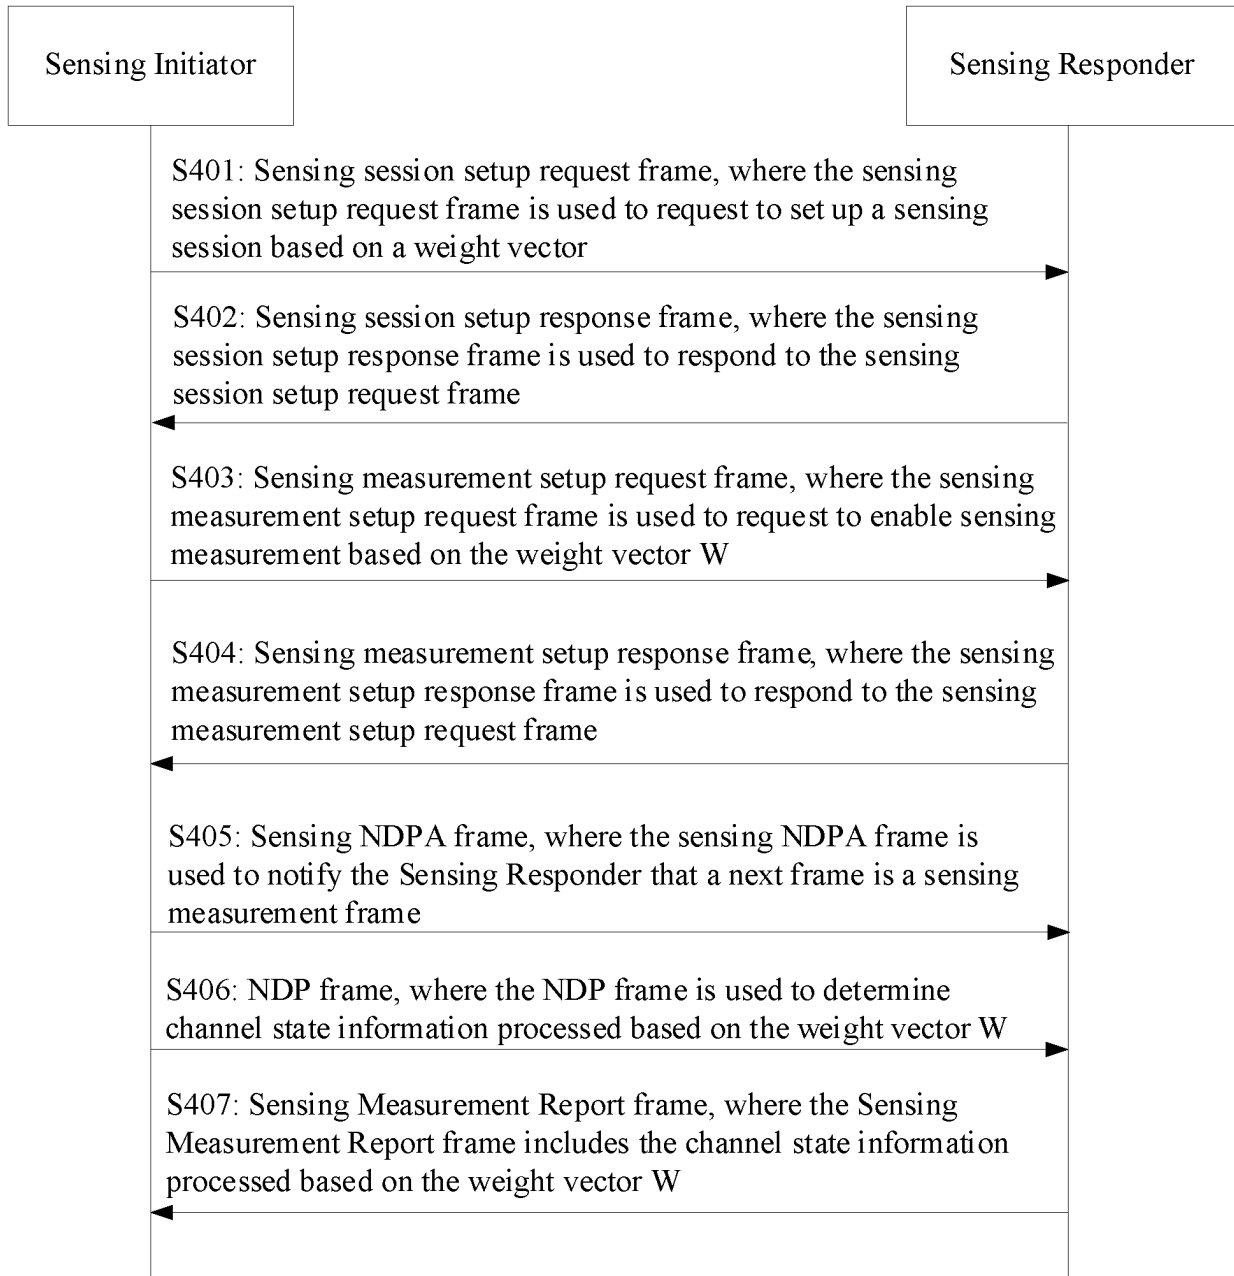 Sensing Initiator
Sensing Responder
S401: Sensing session setup request frame, where the sensing
session setup request frame is used to request to set up a sensing
session based on a weight vector
S402: Sensing session setup response frame, where the sensing
session setup response frame is used to respond to the sensing
session setup request frame
S403: Sensing measurement setup request frame, where the sensing
measurement setup request frame is used to request to enable sensing
measurement based on the weight vector W
S404: Sensing measurement setup response frame, where the sensing
measurement setup response frame is used to respond to the sensing
measurement setup request frame
S405: Sensing NDPA frame, where the sensing NDPA frame is
used to notify the Sensing Responder that a next frame is a sensing
measurement frame
S406: NDP frame, where the NDP frame is used to determine
channel state information processed based on the weight vector W
S407: Sensing Measurement Report frame, where the Sensing
Measurement Report frame includes the channel state information
processed based on the weight vector W